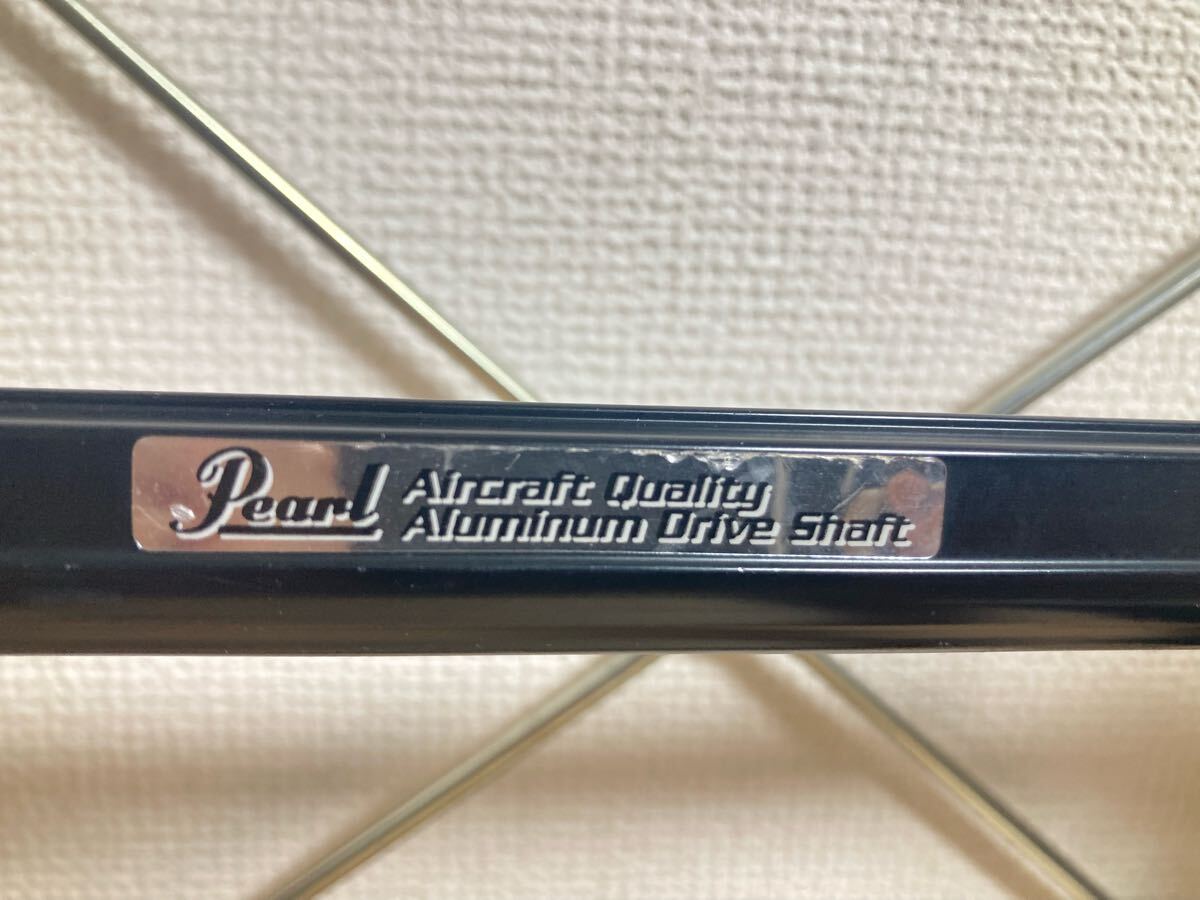 Pearl
Aircraft Quality
Aluminum Drive Shaft